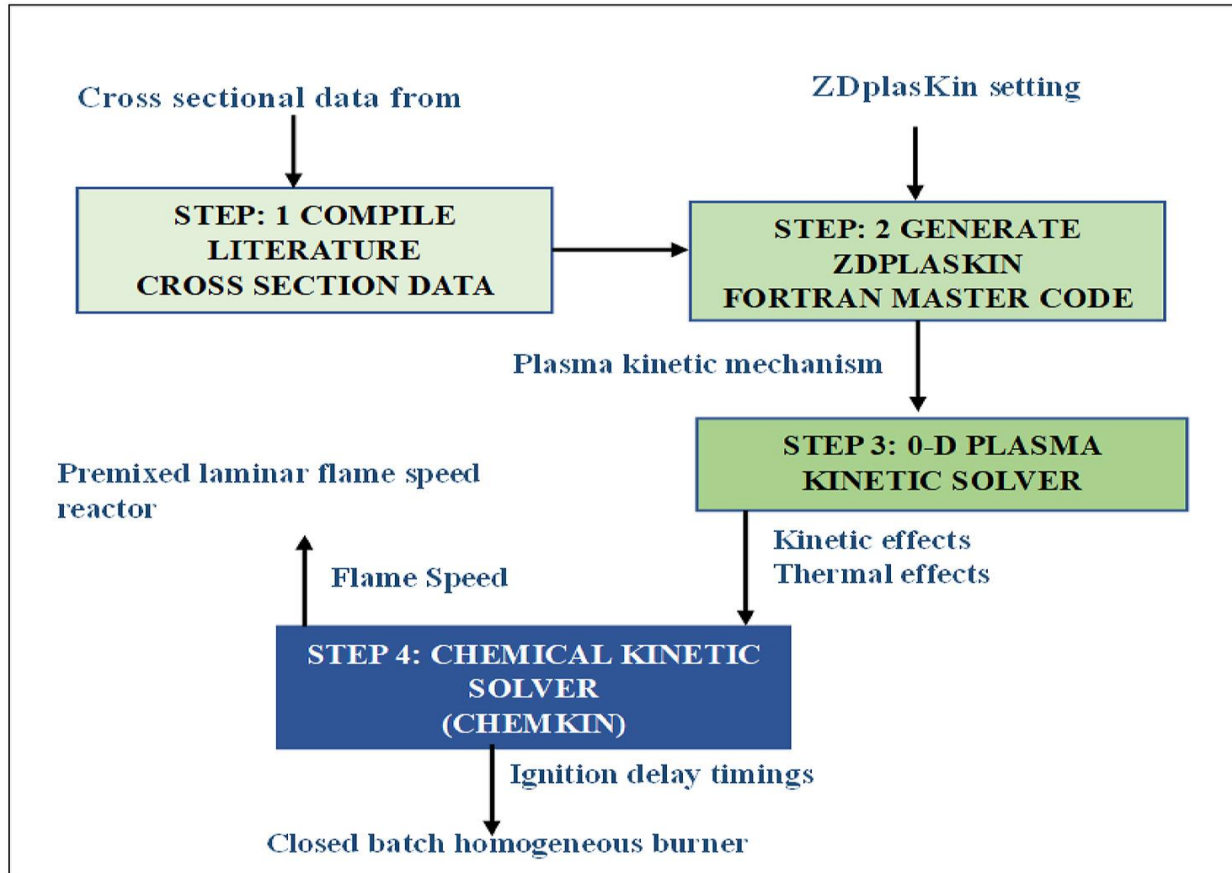 Cross sectional data from
ZDplasKin setting
STEP: 1 COMPILE
LITERATURE
CROSS SECTION DATA
STEP: 2 GENERATE
ZDPLASKIN
FORTRAN MASTER CODE
Plasma kinetic mechanism
STEP 3: 0-D PLASMA
KINETIC SOLVER
Premixed laminar flame speed
reactor
Kinetic effects
Thermal effects
Flame Speed
STEP 4: CHEMICAL KINETIC
SOLVER
(CHEMKIN)
Ignition delay timings
Closed batch homogeneous burner